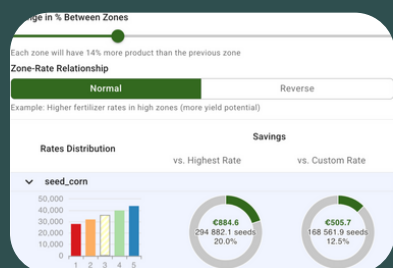 nge in % Between Zones
Each zone will have 14% more product than the previous zone
Zone-Rate Relationship
Normal
Reverse
Example: Higher fertilizer rates in high zones (more yield potential)
Rates Distribution
Savings
vs. Highest Rate
vs. Custom Rate
seed_corn
50,000
40,000
30,000
20,000
10,000
0
1 2 3 4 5
€884.6
294 882.1 seeds
20.0%
€505.7
168 561.9 seeds
12.5%